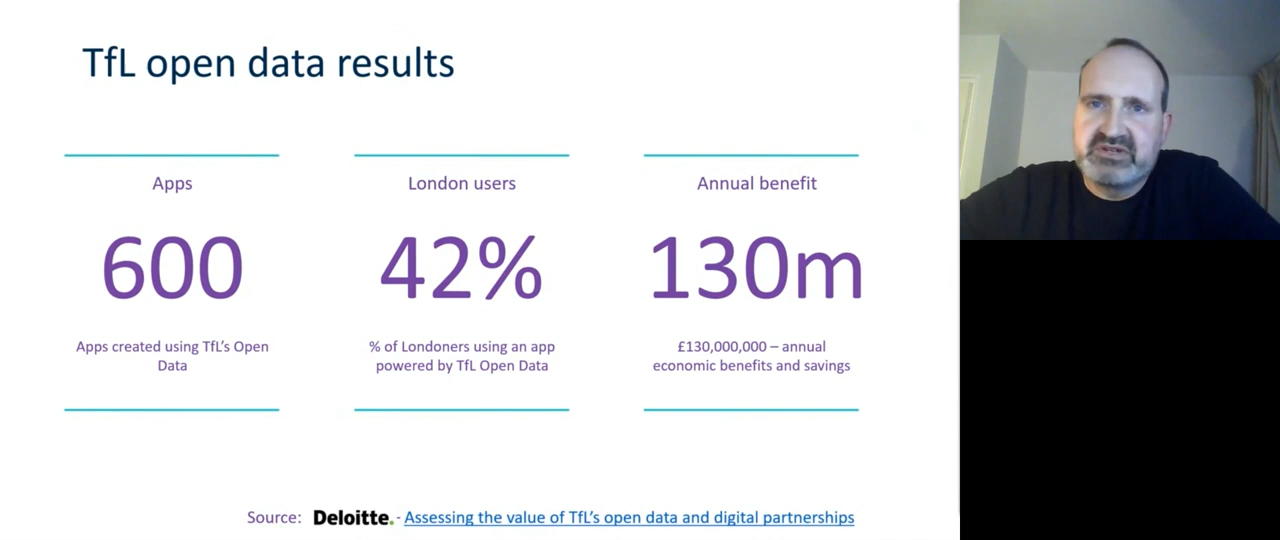 TfL open data results
Apps
600
Apps created using TfL's Open
Data
London users
42%
% of Londoners using an app
powered by TfL Open Data
Annual benefit
130m
£130,000,000 – annual
economic benefits and savings
Source: Deloitte. - Assessing the value of TfL's open data and digital partnerships